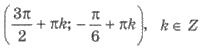 (3π/2 + πk; −π/6 + πk), k ∈ Z